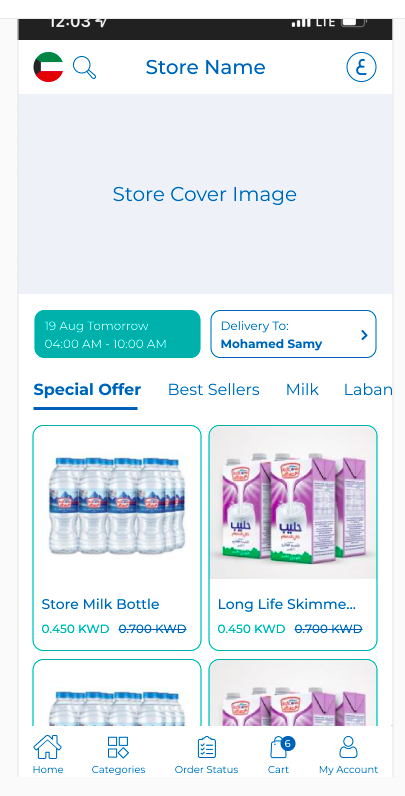 12:03
LTE
Store Name
ع
Store Cover Image
19 Aug Tomorrow
04:00 AM - 10:00 AM
Delivery To:
Mohamed Samy
Special Offer
Best Sellers
Milk
Laban
حليب
Store Milk Bottle
Long Life Skimme...
0.450 KWD
0.700 KWD
0.450 KWD
0.700 KWD
6
Home
Categories
Order Status
Cart
My Account